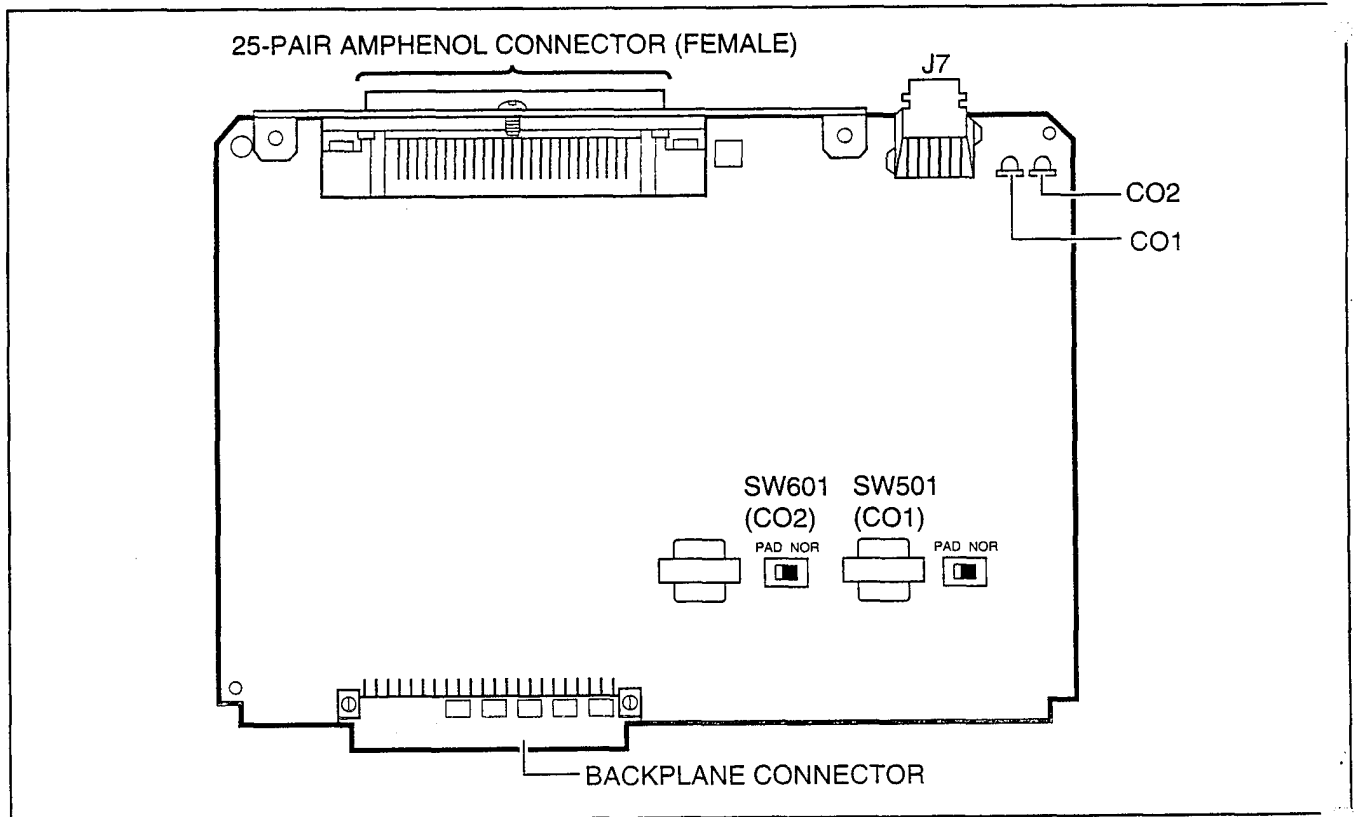 25-PAIR AMPHENOL CONNECTOR (FEMALE)
J7
CO2
CO1
SW601 SW501
(CO2) (CO1)
PAD NOR PAD NOR
BACKPLANE CONNECTOR